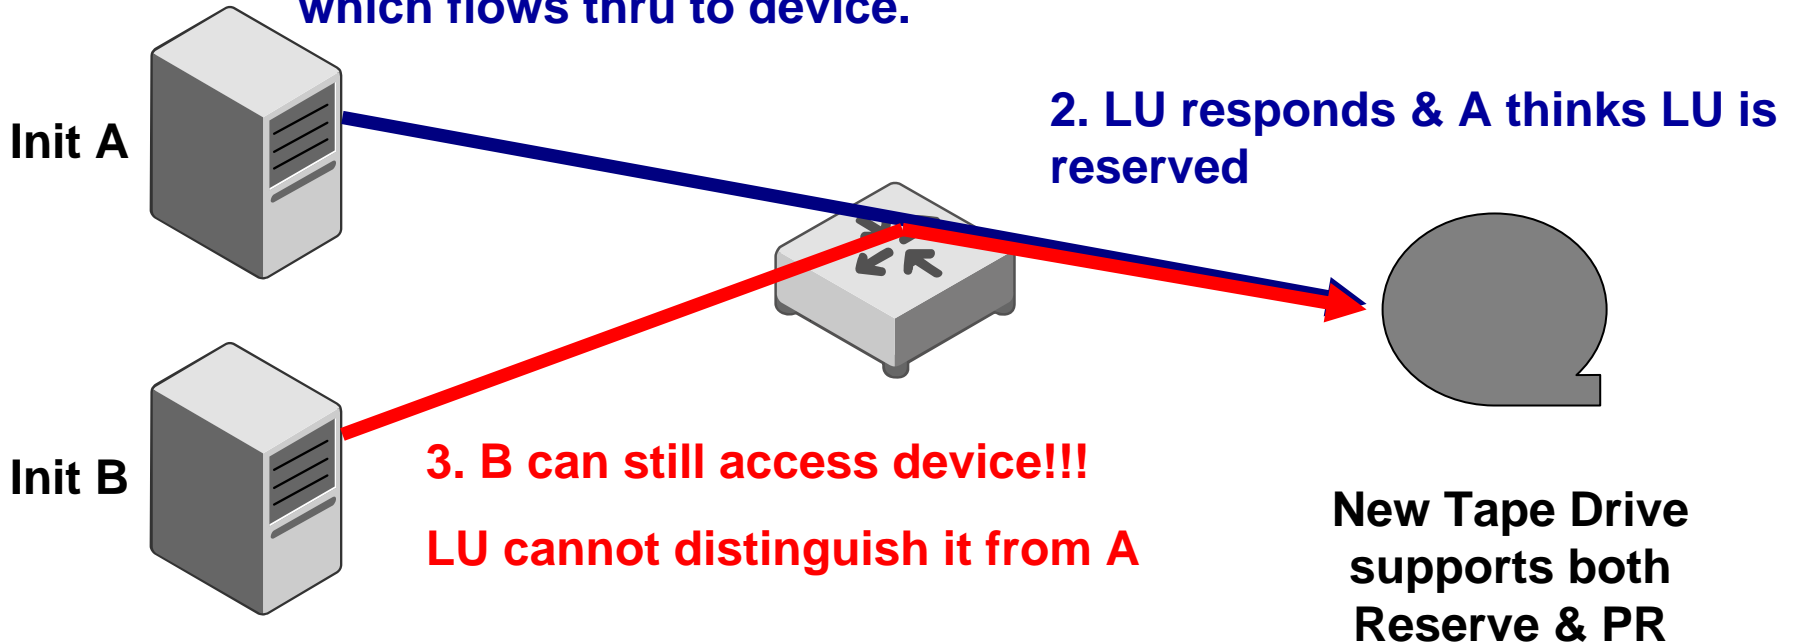 which flows thru to device.
Init A
2. LU responds & A thinks LU is
reserved
Init B
3. B can still access device!!!
LU cannot distinguish it from A
New Tape Drive
supports both
Reserve & PR